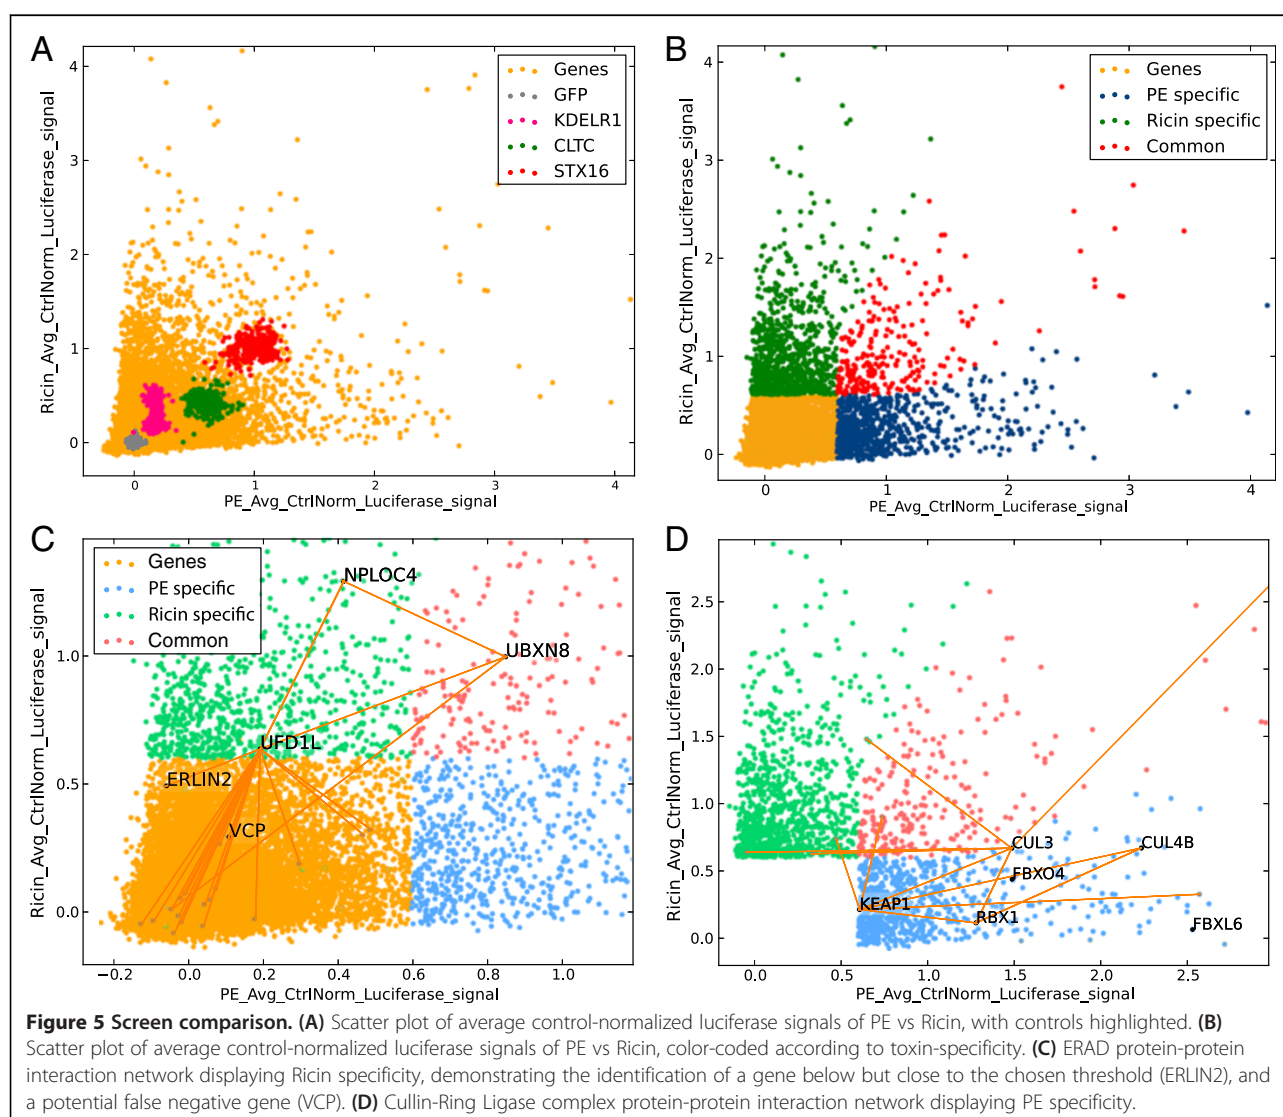 A
Genes
GFP
KDELR1
CLTC
STX16
4
3
2
1
0
Ricin_Avg_CtrlNorm_Luciferase_signal
0 1 2 3 4
PE_Avg_CtrlNorm_Luciferase_signal
B
Genes
PE specific
Ricin specific
Common
4
3
2
1
0
Ricin_Avg_CtrlNorm_Luciferase_signal
0 1 2 3 4
PE_Avg_CtrlNorm_Luciferase_signal
C
Genes
PE specific
Ricin specific
Common
NPLOC4
UBXN8
UFD1L
ERLIN2
VCP
1.0
0.5
0.0
Ricin_Avg_CtrlNorm_Luciferase_signal
−0.2 0.0 0.2 0.4 0.6 0.8 1.0
PE_Avg_CtrlNorm_Luciferase_signal
D
2.5
2.0
1.5
1.0
0.5
0.0
Ricin_Avg_CtrlNorm_Luciferase_signal
CUL3
CUL4B
FBXO4
KEAP1
RBX1
FBXL6
0.0 0.5 1.0 1.5 2.0 2.5
PE_Avg_CtrlNorm_Luciferase_signal
Figure 5 Screen comparison. (A) Scatter plot of average control-normalized luciferase signals of PE vs Ricin, with controls highlighted. (B)
Scatter plot of average control-normalized luciferase signals of PE vs Ricin, color-coded according to toxin-specificity. (C) ERAD protein-protein
interaction network displaying Ricin specificity, demonstrating the identification of a gene below but close to the chosen threshold (ERLIN2), and
a potential false negative gene (VCP). (D) Cullin-Ring Ligase complex protein-protein interaction network displaying PE specificity.